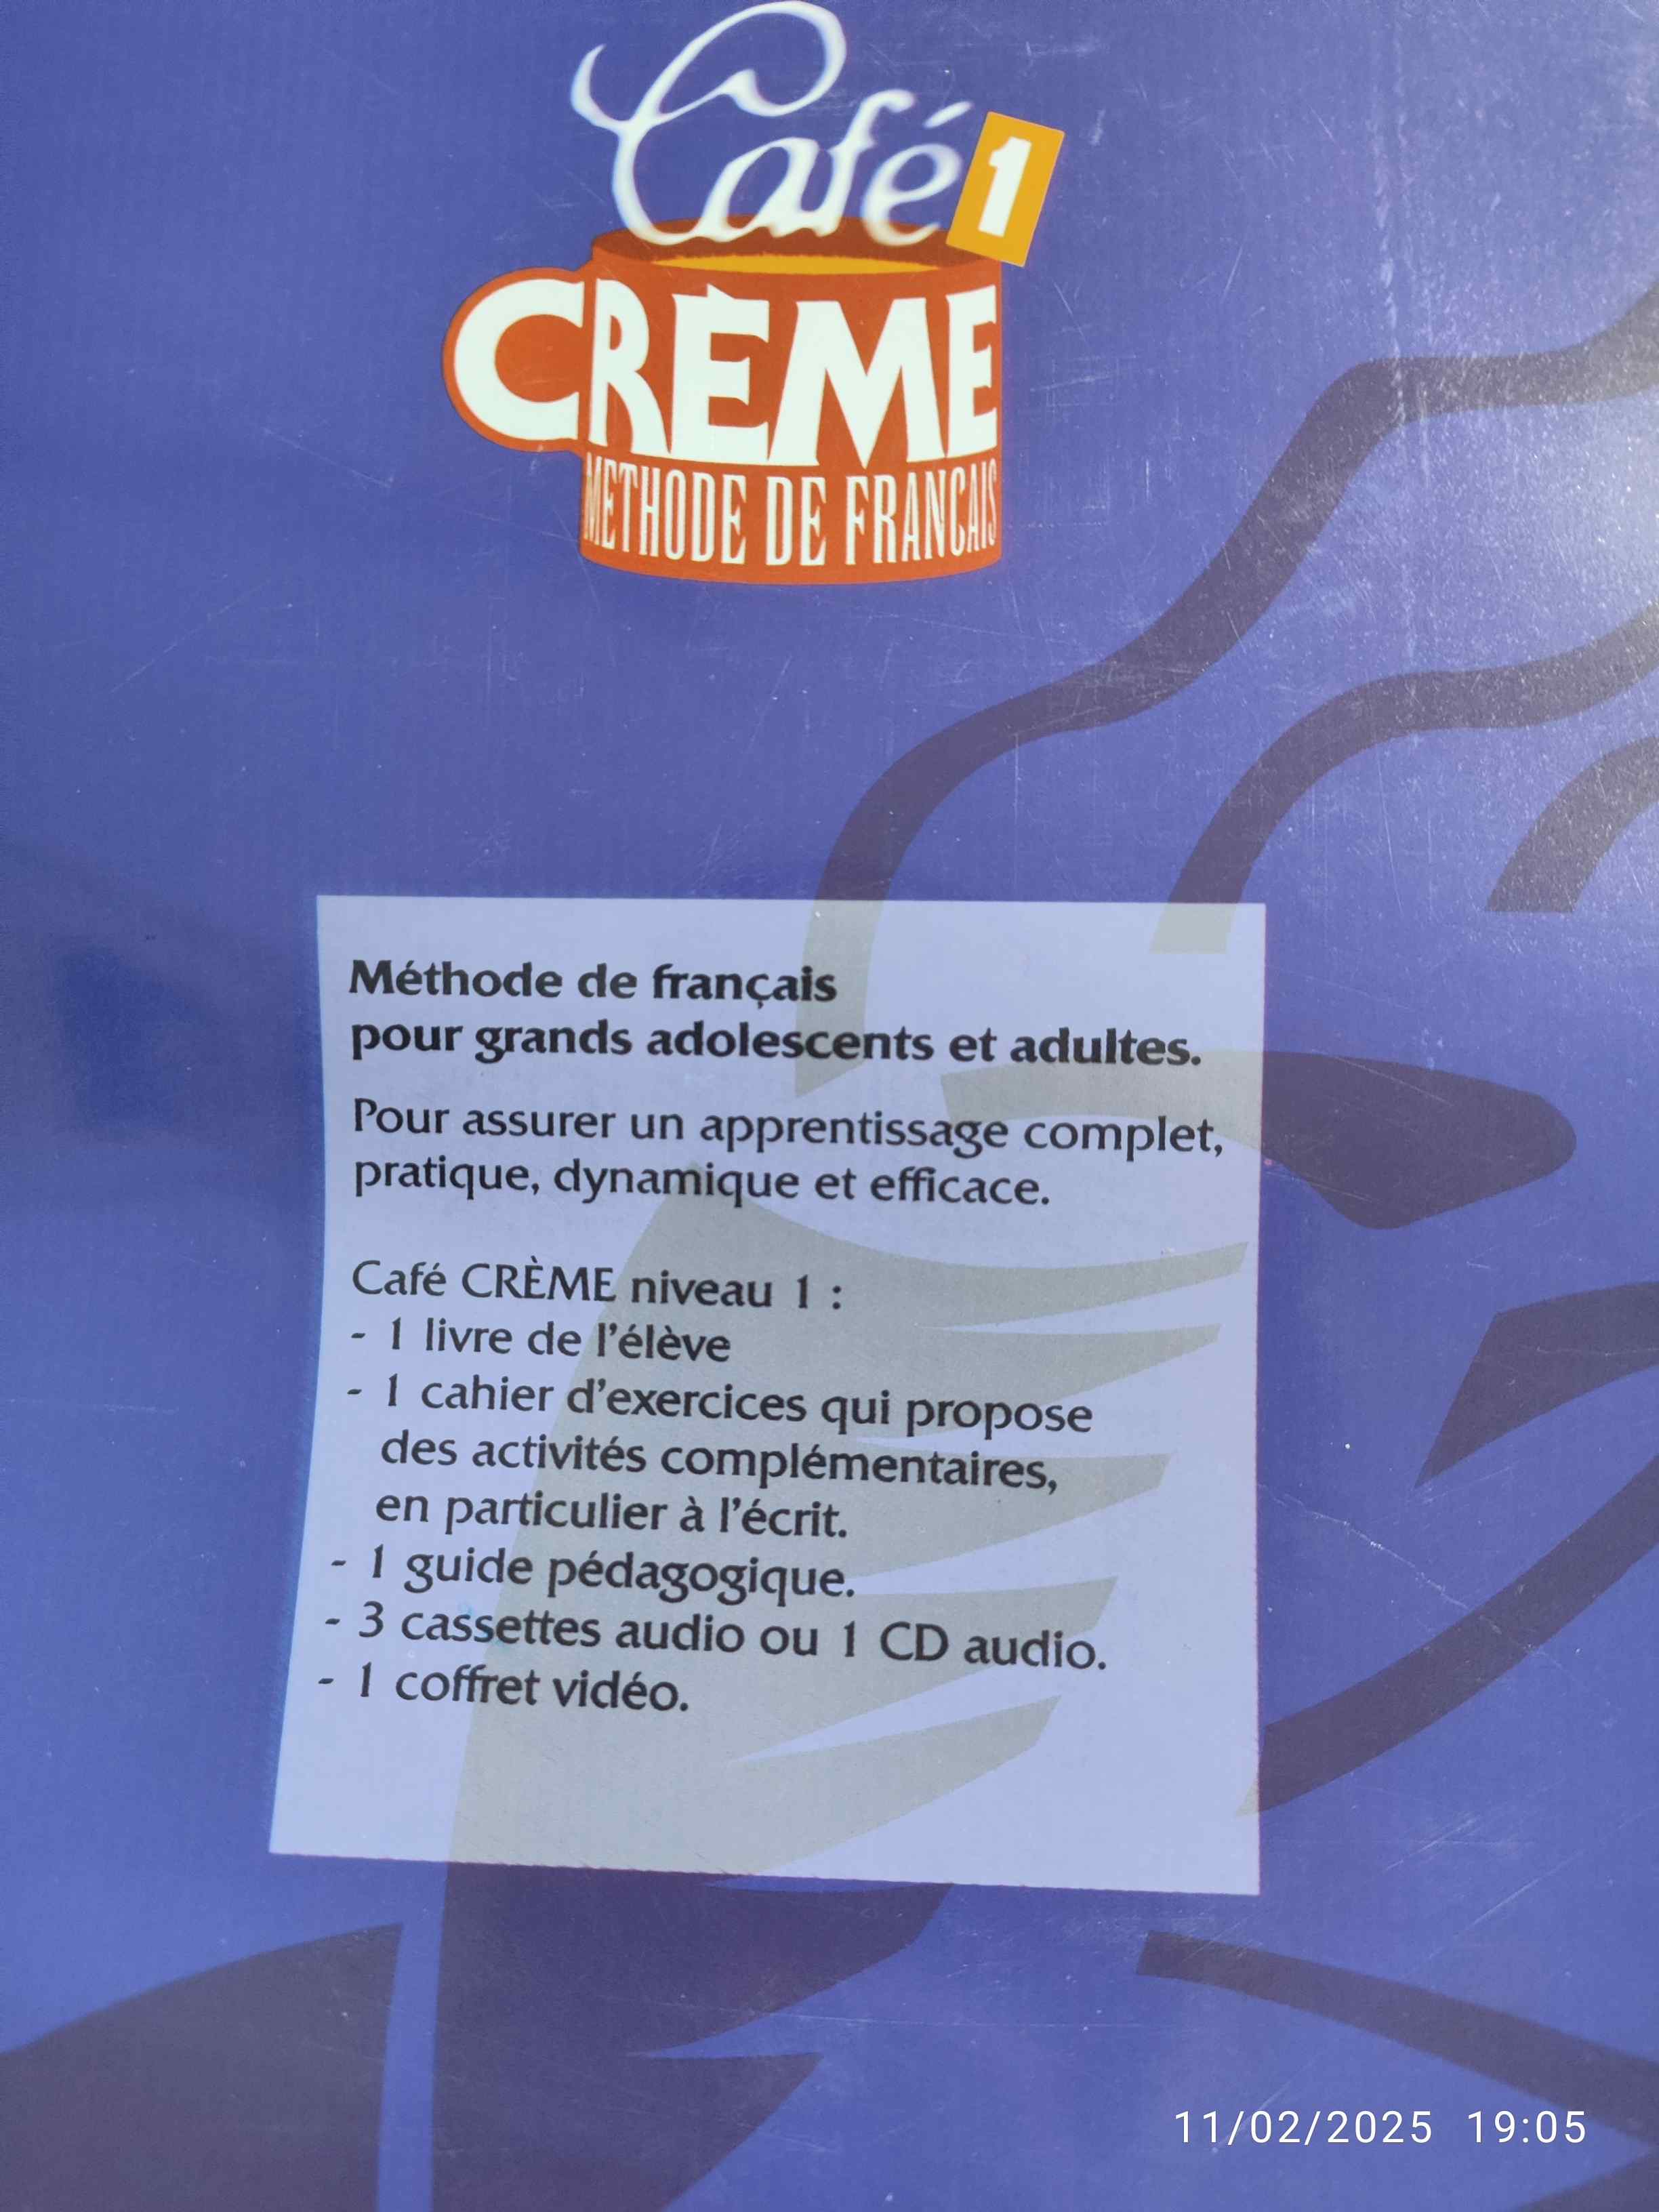 Café 1
CRÈME
METHODE DE FRANCAIS
Méthode de français
pour grands adolescents et adultes.
Pour assurer un apprentissage complet,
pratique, dynamique et efficace.
Café CRÈME niveau 1 :
- 1 livre de l'élève
- 1 cahier d'exercices qui propose
des activités complémentaires,
en particulier à l'écrit.
- 1 guide pédagogique.
- 3 cassettes audio ou 1 CD audio.
- 1 coffret vidéo.
11/02/2025 19:05